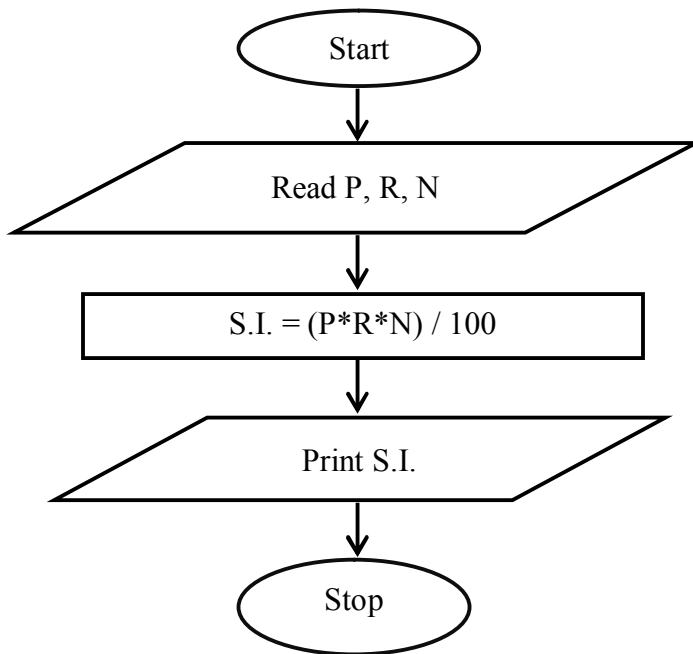 Start
Read P, R, N
S.I. = (P*R*N) / 100
Print S.I.
Stop